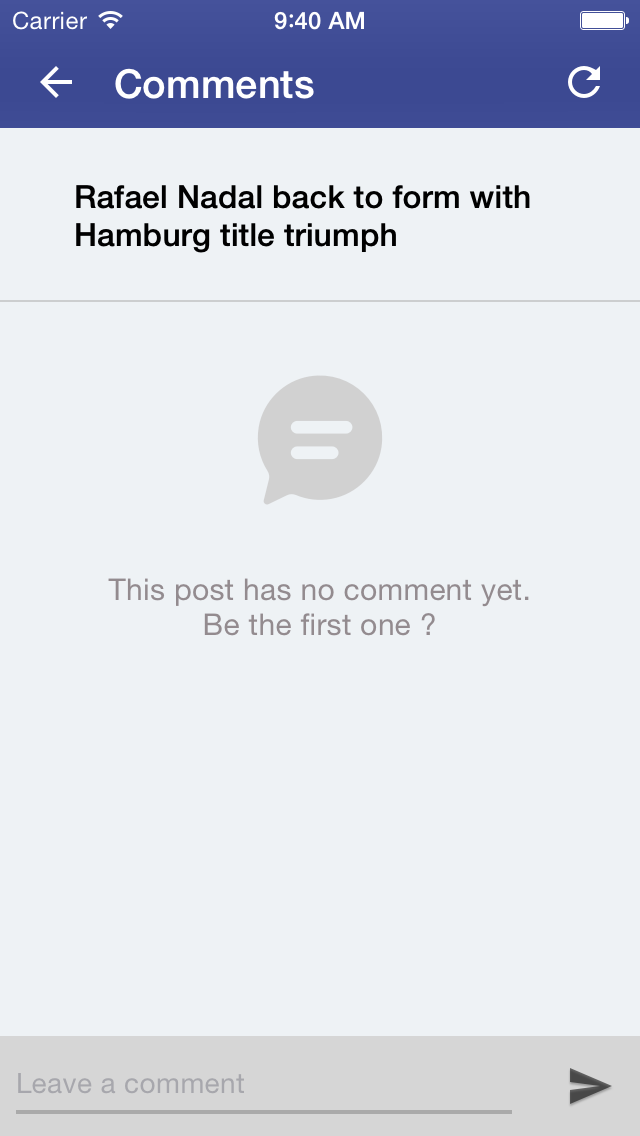 Carrier
9:40 AM
Comments
Rafael Nadal back to form with
Hamburg title triumph
This post has no comment yet.
Be the first one ?
Leave a comment